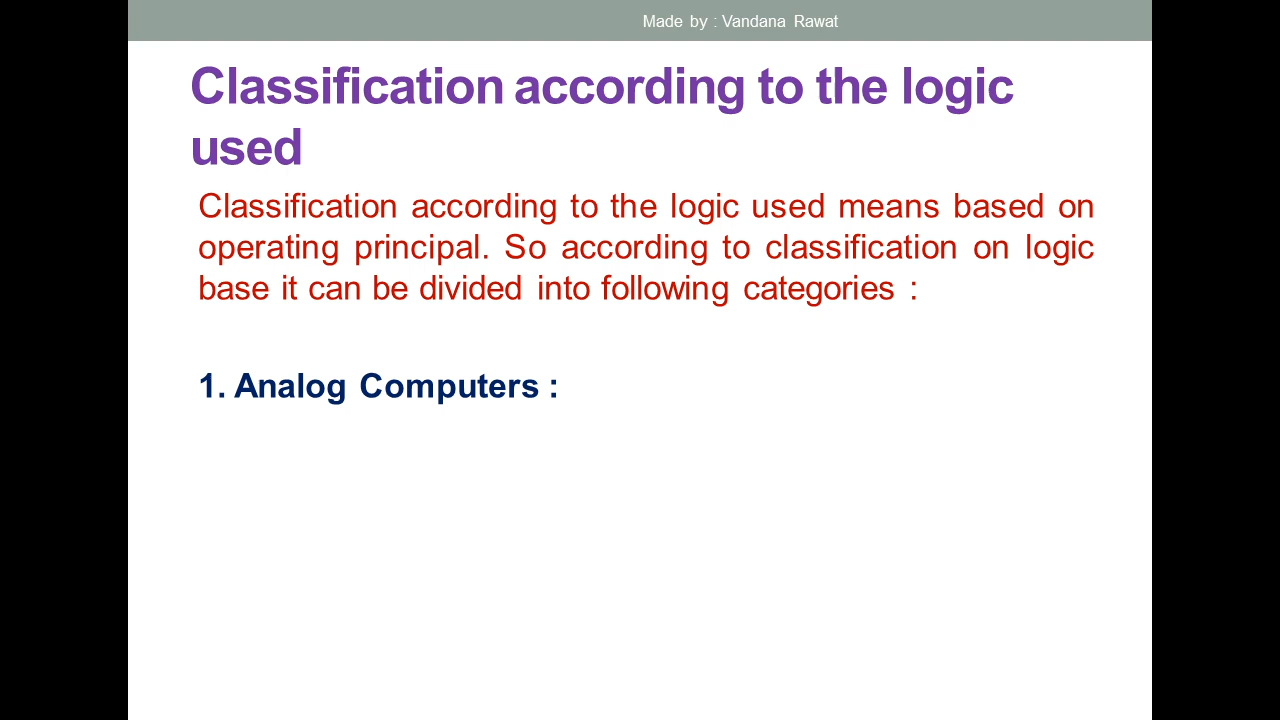 Made by : Vandana Rawat
Classification according to the logic
used
Classification according to the logic used means based on
operating principal. So according to classification on logic
base it can be divided into following categories :
1. Analog Computers :